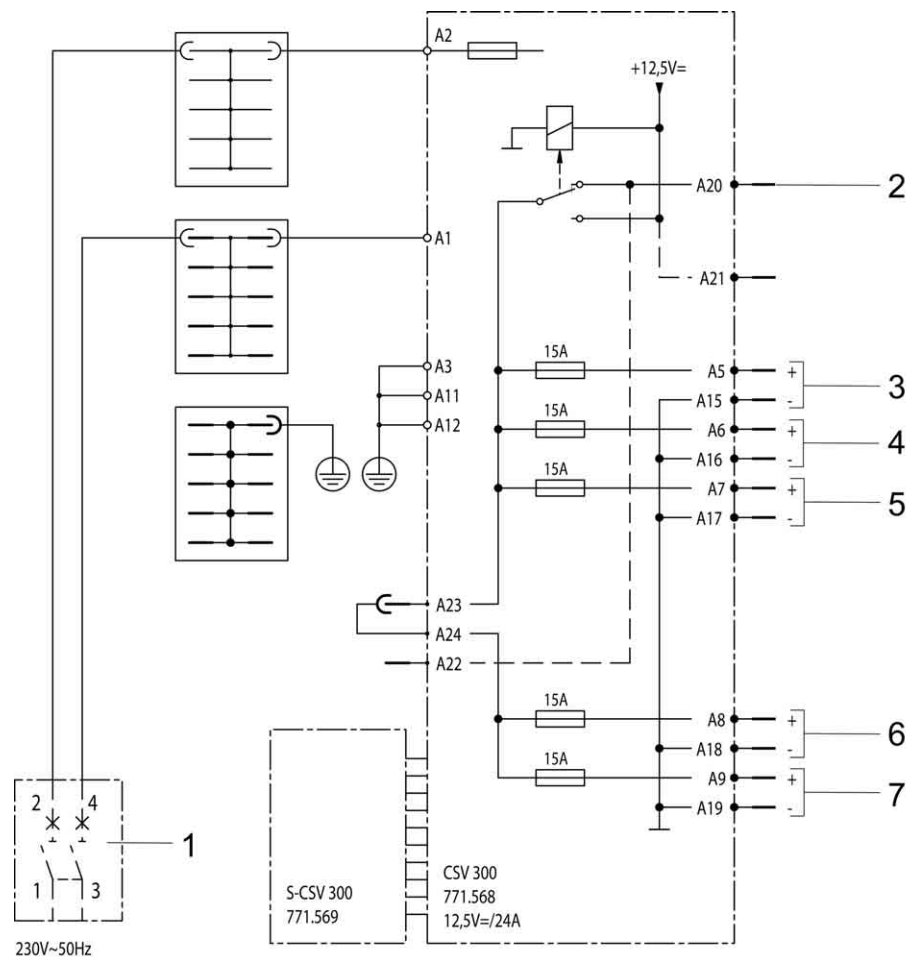 A2
+12,5V=
A20
2
A1
A21
15A
A3
A5
+
3
A11
A15
-
15A
A12
A6
+
4
A16
-
15A
A7
+
5
A17
-
A23
A24
A22
15A
A8
+
6
A18
-
15A
A9
+
7
A19
-
2 4
1
1 3
S-CSV 300
771.569
CSV 300
771.568
12,5V=/24A
230V~50Hz